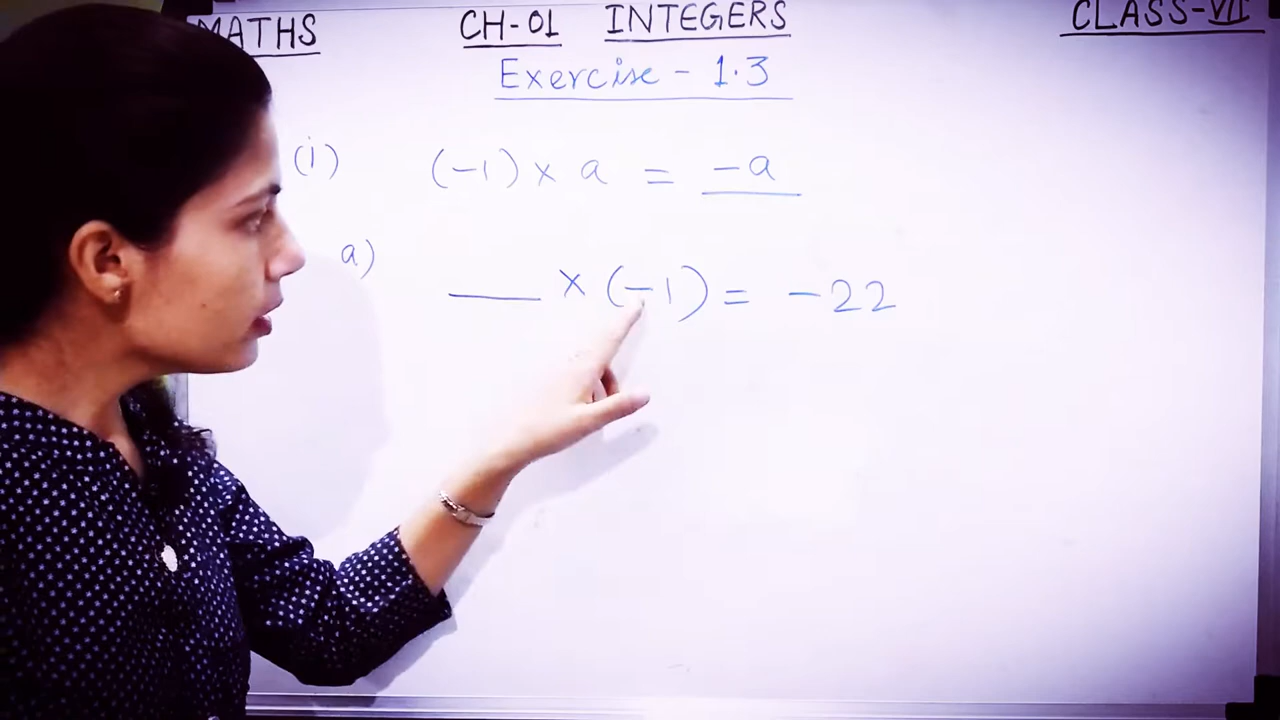 MATHS CH-01 INTEGERS CLASS-VII
Exercise - 1.3
(i) (-1) × a = -a
a) ___ × (-1) = -22